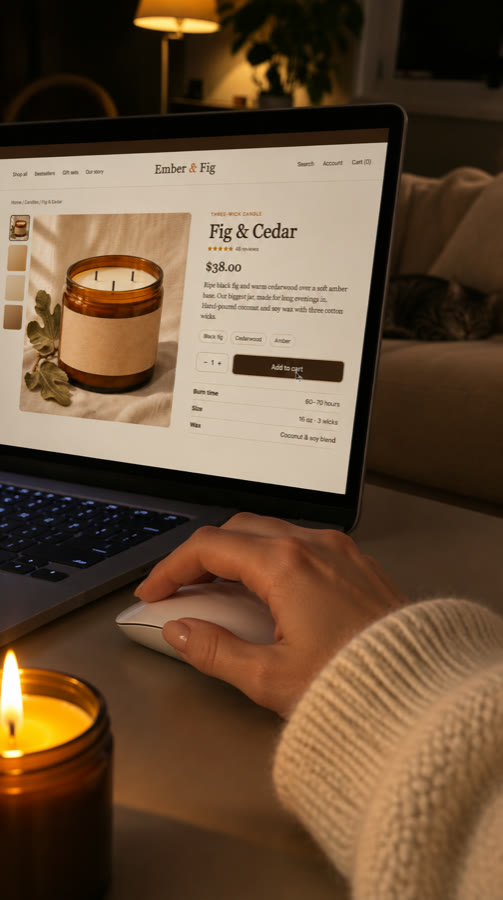 Shop all Bestsellers Gift sets Our story
Ember & Fig
Search Account Cart (0)
Home / Candles / Fig & Cedar
THREE-WICK CANDLE
Fig & Cedar
★★★★★ 48 reviews
$38.00
Ripe black fig and warm cedarwood over a soft amber
base. Our biggest jar, made for long evenings in.
Hand-poured coconut and soy wax with three cotton
wicks.
Black fig Cedarwood Amber
− 1 + Add to cart
Burn time 60–70 hours
Size 16 oz · 3 wicks
Wax Coconut & soy blend